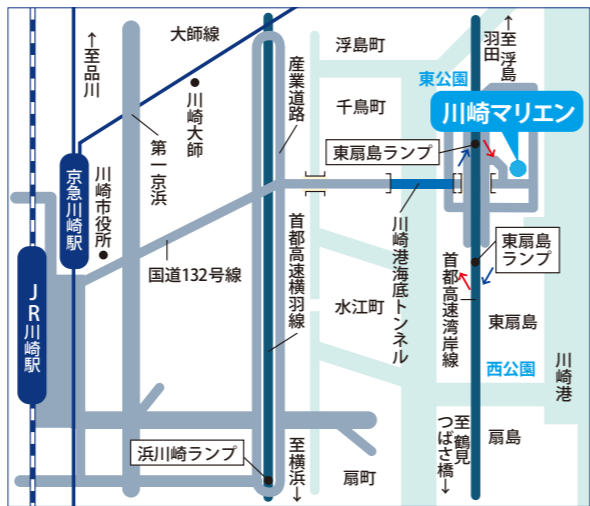 ←至品川
大師線
川崎大師
第一京浜
京急川崎駅
川崎市役所
JR川崎駅
国道132号線
産業道路
首都高速横羽線
浜川崎ランプ
至横浜→
浮島町
千鳥町
水江町
扇町
川崎港海底トンネル
首都高速湾岸線
←至 浮島
羽田
東公園
川崎マリエン
東扇島ランプ
東扇島
ランプ
東扇島
西公園
川崎港
扇島
至鶴見
つばさ橋→